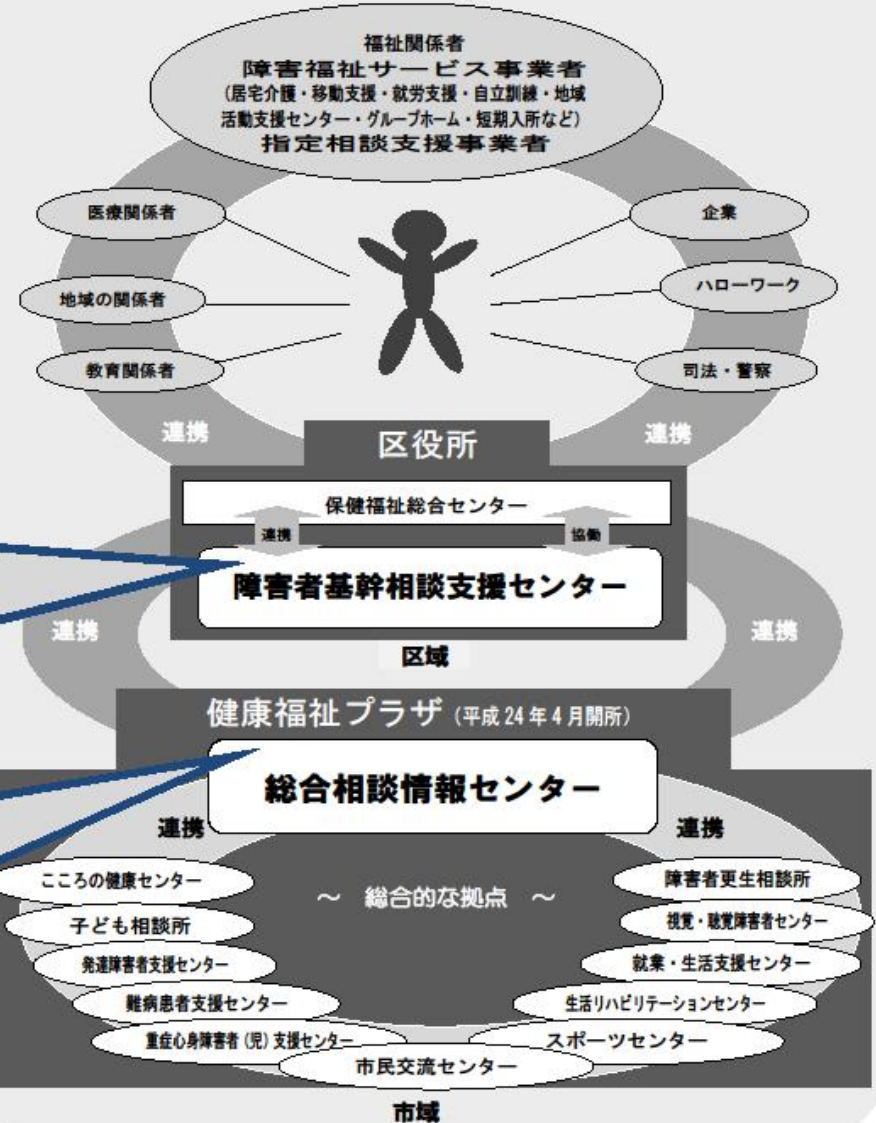 福祉関係者
障害福祉サービス事業者
(居宅介護・移動支援・就労支援・自立訓練・地域
活動支援センター・グループホーム・短期入所など)
指定相談支援事業者
医療関係者
企業
地域の関係者
ハローワーク
教育関係者
司法・警察
連携
連携
区役所
保健福祉総合センター
連携
協働
障害者基幹相談支援センター
連携
連携
区域
健康福祉プラザ (平成24年4月開所)
総合相談情報センター
連携
連携
～ 総合的な拠点 ～
こころの健康センター
障害者更生相談所
子ども相談所
視覚・聴覚障害者センター
発達障害者支援センター
就業・生活支援センター
難病患者支援センター
生活リハビリテーションセンター
重症心身障害者(児)支援センター
スポーツセンター
市民交流センター
市域